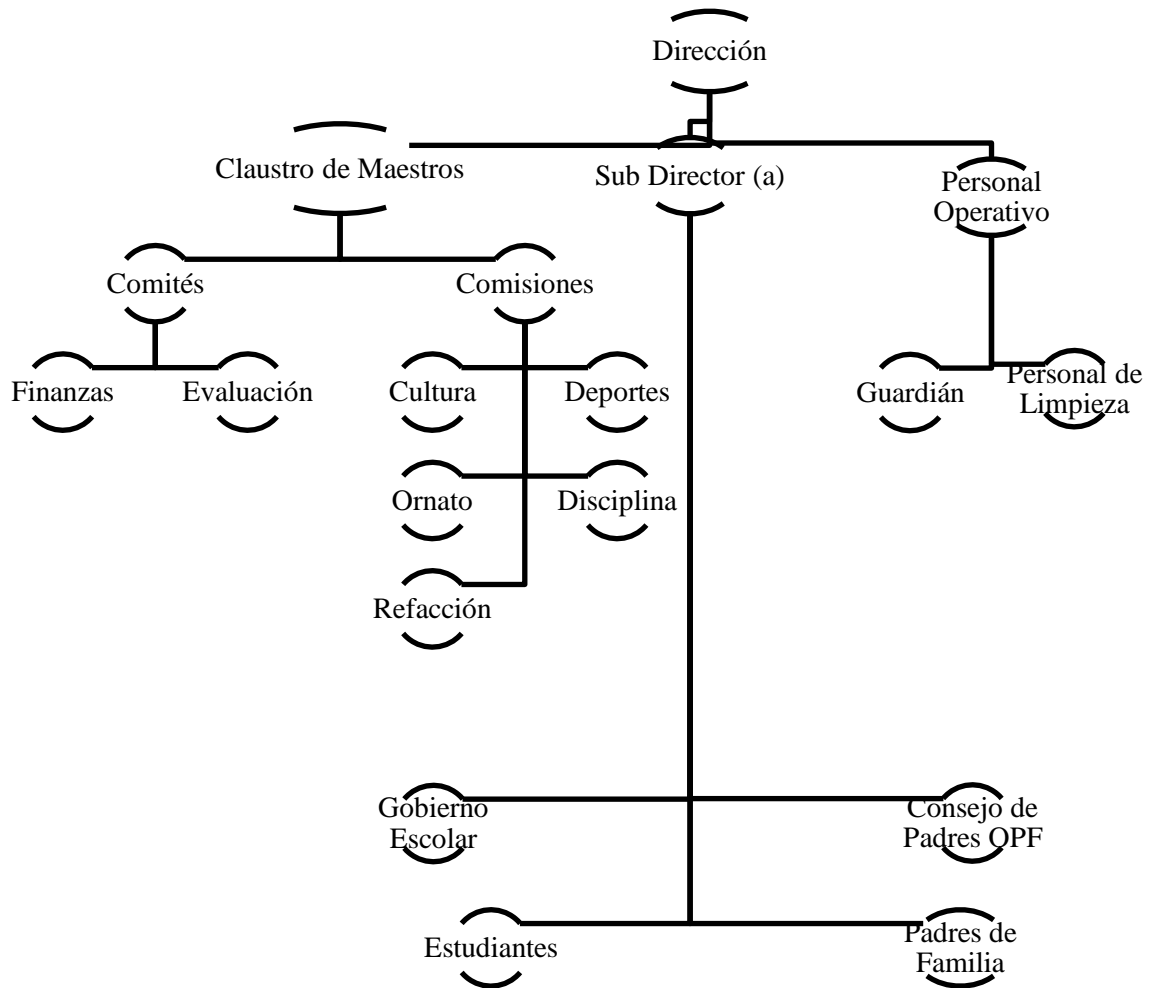 Dirección
Claustro de Maestros
Sub Director (a)
Personal
Operativo
Comités
Comisiones
Finanzas
Evaluación
Cultura
Deportes
Guardián
Personal de
Limpieza
Ornato
Disciplina
Refacción
Gobierno
Escolar
Consejo de
Padres OPF
Estudiantes
Padres de
Familia